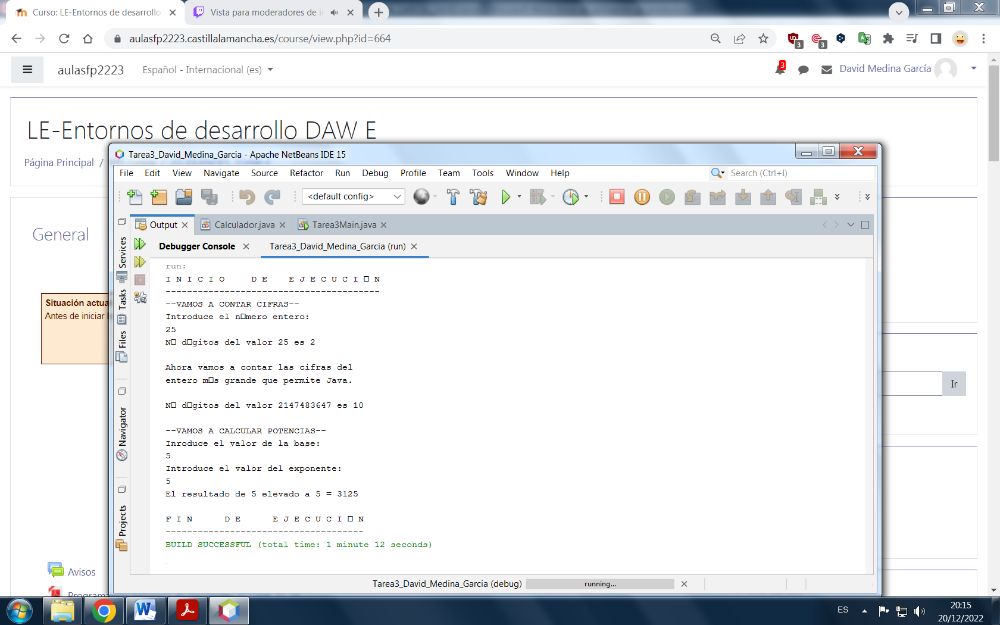 Curso: LE-Entornos de desarrollo
Vista para moderadores de i
aulasfp2223.castillalamancha.es/course/view.php?id=664
3
3
aulasfp2223
Español - Internacional (es)
3
David Medina García
LE-Entornos de desarrollo DAW E
Página Principal /
General
Situación actua
Antes de iniciar
Ir
Avisos
Programa
Tarea3_David_Medina_Garcia - Apache NetBeans IDE 15
File Edit View Navigate Source Refactor Run Debug Profile Team Tools Window Help
Search (Ctrl+I)
<default config>
Output
Calculador.java
Tarea3Main.java
Services
Tasks
Files
Navigator
Projects
Debugger Console
Tarea3_David_Medina_Garcia (run)
run:
I N I C I O     D E    E J E C U C I □ N
----------------------------------------
--VAMOS A CONTAR CIFRAS--
Introduce el n□mero entero:
25
N□ d□gitos del valor 25 es 2
Ahora vamos a contar las cifras del
entero m□s grande que permite Java.
N□ d□gitos del valor 2147483647 es 10
--VAMOS A CALCULAR POTENCIAS--
Inroduce el valor de la base:
5
Introduce el valor del exponente:
5
El resultado de 5 elevado a 5 = 3125
F I N      D E      E J E C U C I □ N
-------------------------------------
BUILD SUCCESSFUL (total time: 1 minute 12 seconds)
Tarea3_David_Medina_Garcia (debug)
running...
ES
20:15
20/12/2022